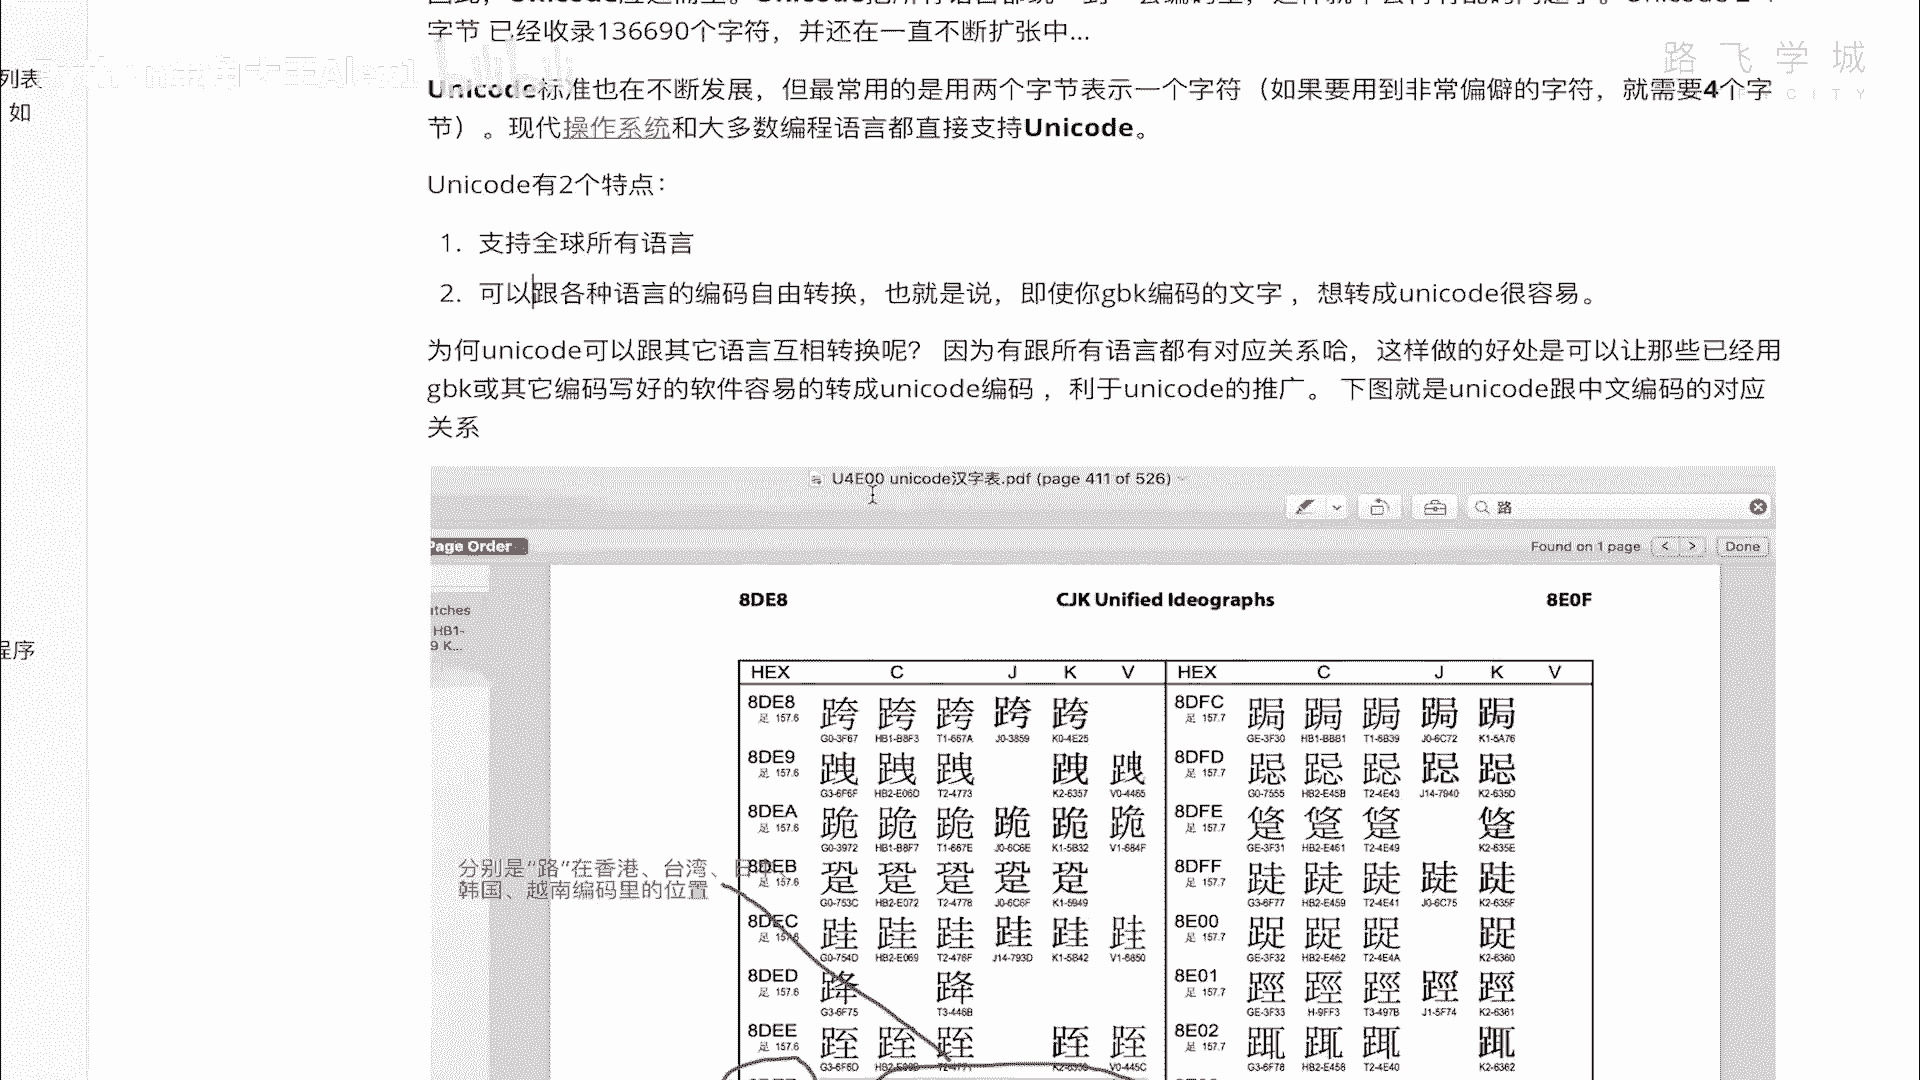 字节 已经收录136690个字符，并还在一直不断扩张中...
路 飞 学 城
列表
Unicode标准也在不断发展，但最常用的是用两个字节表示一个字符（如果要用到非常偏僻的字符，就需要4个字
如
节）。现代操作系统和大多数编程语言都直接支持Unicode。
Unicode有2个特点：
1. 支持全球所有语言
2. 可以跟各种语言的编码自由转换，也就是说，即使你gbk编码的文字 ，想转成unicode很容易。
为何unicode可以跟其它语言互相转换呢？ 因为有跟所有语言都有对应关系哈，这样做的好处是可以让那些已经用
gbk或其它编码写好的软件容易的转成unicode编码 ，利于unicode的推广。 下图就是unicode跟中文编码的对应
关系
U4E00 unicode汉字表.pdf (page 411 of 526)
路
Page Order
Found on 1 page < > Done
8DE8 CJK Unified Ideographs 8E0F
HB1-
9 K...
程序
HEX C J K V HEX C J K V
8DE8 跨 跨 跨 跨 跨 8DFC 跼 跼 跼 跼 跼
足 157.6 G0-3F67 HB1-B8F3 T1-667A J0-3859 K0-4E25 足 157.7 GE-3F30 HB1-BBB1 T1-6B39 J0-6C72 K1-5A76
8DE9 跩 跩 跩 跩 跩 8DFD 跽 跽 跽 跽 跽
足 157.6 G3-6F6F HB2-E06D T2-4773 K2-6357 V0-4465 足 157.7 G0-7555 HB2-E45B T2-4E43 J14-7940 K2-635D
8DEA 跪 跪 跪 跪 跪 跪 8DFE 跾 跾 跾 跾
足 157.6 G0-3972 HB1-B8F7 T1-667E J0-6C6E K1-5B32 V1-684F 足 157.7 GE-3F31 HB2-E461 T2-4E49 K2-635E
分别是“路”在香港、台湾、日
韩国、越南编码里的位置
8DEB 跫 跫 跫 跫 跫 8DFF 跿 跿 跿 跿 跿
足 157.6 G0-753C HB2-E072 T2-4778 J0-6C6F K1-5949 足 157.7 G3-6F77 HB2-E459 T2-4E41 J0-6C75 K2-635F
8DEC 跬 跬 跬 跬 跬 跬 8E00 踀 踀 踀 踀
足 157.6 G0-754D HB2-E069 T2-476F J14-793D K1-5B42 V1-6850 足 157.7 GE-3F32 HB2-E462 T2-4E4A K2-6360
8DED 跭 跭 8E01 踁 踁 踁 踁 踁
足 157.6 G3-6F75 T3-446B 足 157.7 GE-3F33 H-9FF3 T3-497B J1-5F74 K2-6361
8DEE 跮 跮 跮 跮 跮 8E02 踂 踂 踂 踂
足 157.6 G3-6F6D V0-445C 足 157.7 G3-6F78 HB2-E458 T2-4E40 K2-6362